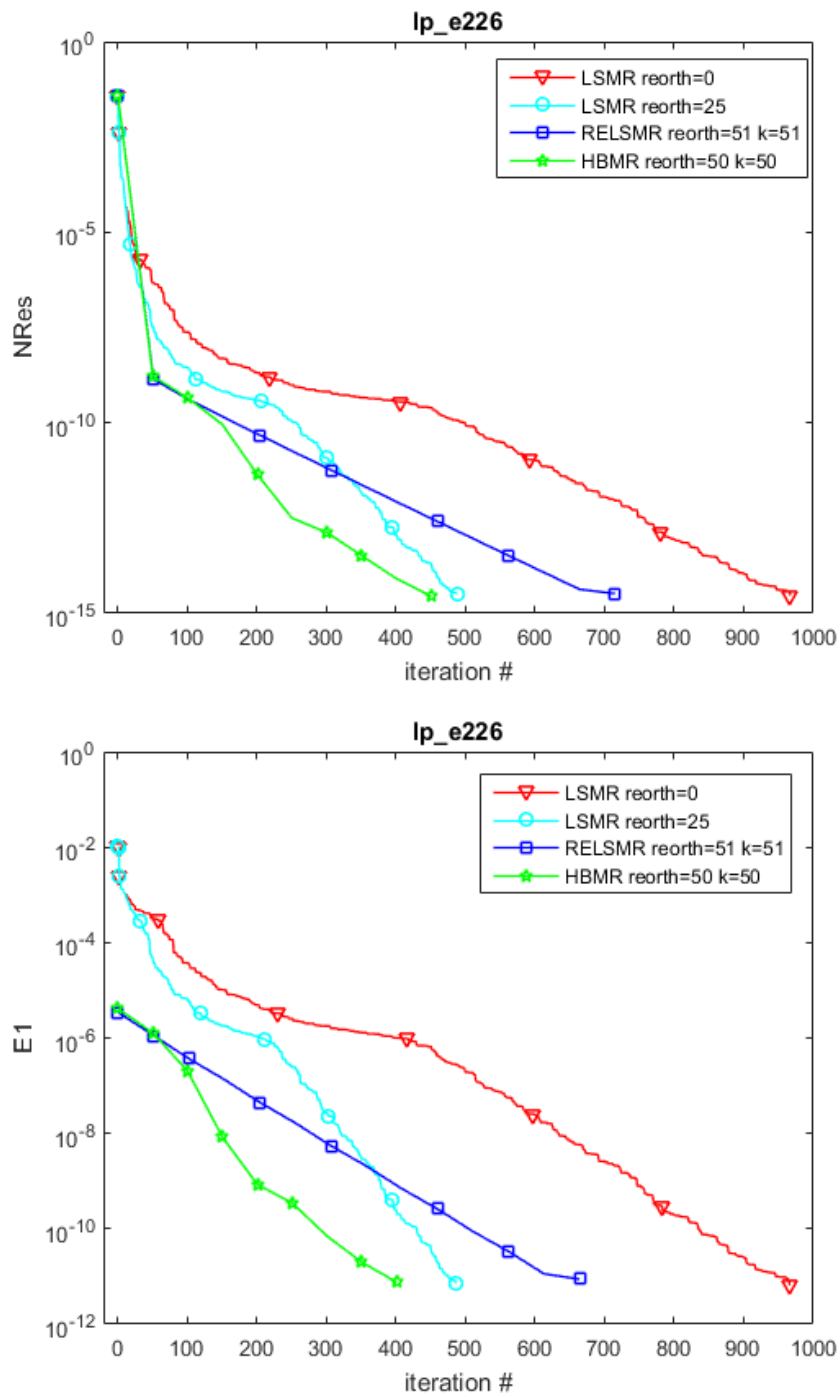 lp_e226
10^0
LSMR reorth=0
LSMR reorth=25
RELSMR reorth=51 k=51
HBMR reorth=50 k=50
10^-5
NRes
10^-10
10^-15
0 100 200 300 400 500 600 700 800 900 1000
iteration #
lp_e226
10^0
LSMR reorth=0
LSMR reorth=25
RELSMR reorth=51 k=51
HBMR reorth=50 k=50
10^-2
10^-4
E1
10^-6
10^-8
10^-10
10^-12
0 100 200 300 400 500 600 700 800 900 1000
iteration #